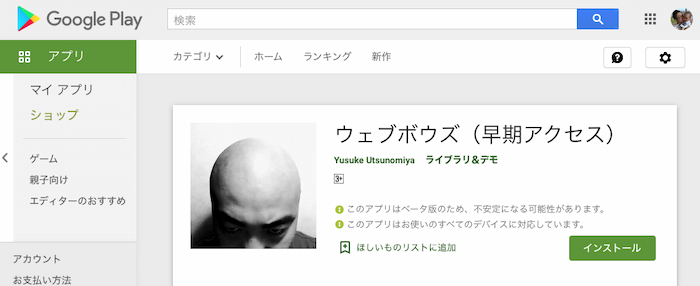 Google Play
検索
アプリ
カテゴリ
ホーム
ランキング
新作
マイ アプリ
ショップ
ゲーム
親子向け
エディターのおすすめ
アカウント
お支払い方法
ウェブボウズ（早期アクセス）
Yusuke Utsunomiya ライブラリ＆デモ
3+
このアプリはベータ版のため、不安定になる可能性があります。
このアプリはお使いのすべてのデバイスに対応しています。
ほしいものリストに追加
インストール